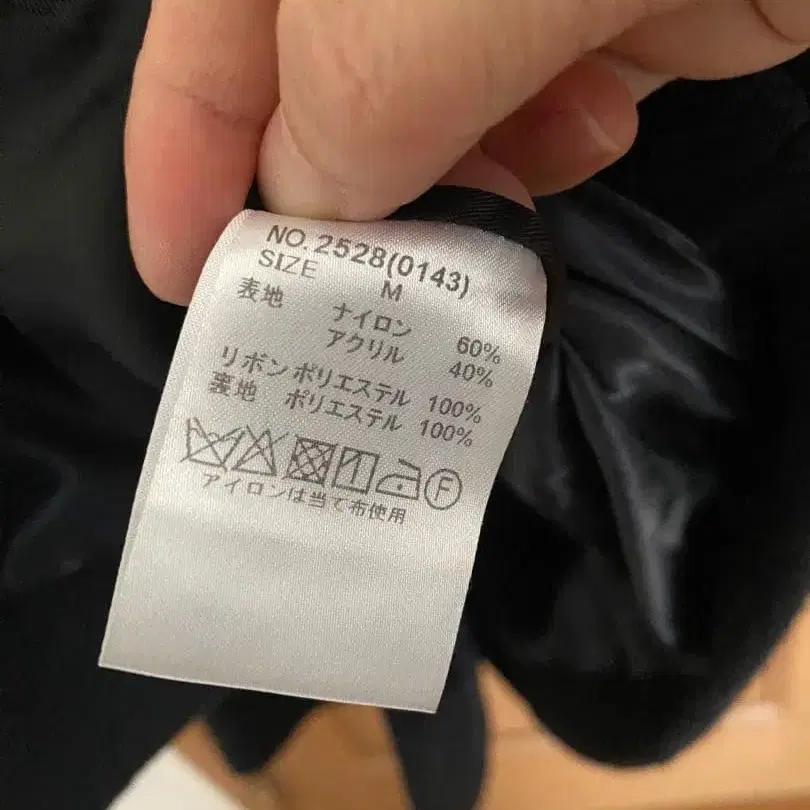 NO. 2528(0143)
SIZE M
表地 ナイロン 60%
アクリル 40%
リボン ポリエステル 100%
裏地 ポリエステル 100%
F
アイロンは当て布使用